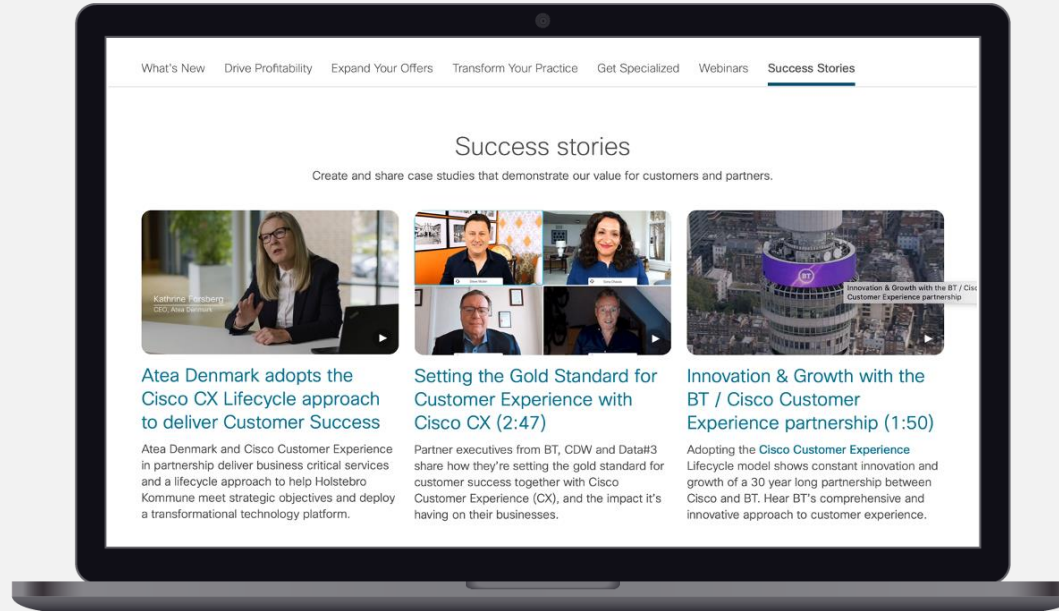 What's New Drive Profitability Expand Your Offers Transform Your Practice Get Specialized Webinars Success Stories
Success stories
Create and share case studies that demonstrate our value for customers and partners.
Kathrine Forsberg
CEO, Atea Denmark
BT
Innovation & Growth with the BT / Cisc
Customer Experience partnership
Atea Denmark adopts the
Cisco CX Lifecycle approach
to deliver Customer Success
Atea Denmark and Cisco Customer Experience
in partnership deliver business critical services
and a lifecycle approach to help Holstebro
Kommune meet strategic objectives and deploy
a transformational technology platform.
Setting the Gold Standard for
Customer Experience with
Cisco CX (2:47)
Partner executives from BT, CDW and Data#3
share how they're setting the gold standard for
customer success together with Cisco
Customer Experience (CX), and the impact it's
having on their businesses.
Innovation & Growth with the
BT / Cisco Customer
Experience partnership (1:50)
Adopting the Cisco Customer Experience
Lifecycle model shows constant innovation and
growth of a 30 year long partnership between
Cisco and BT. Hear BT's comprehensive and
innovative approach to customer experience.